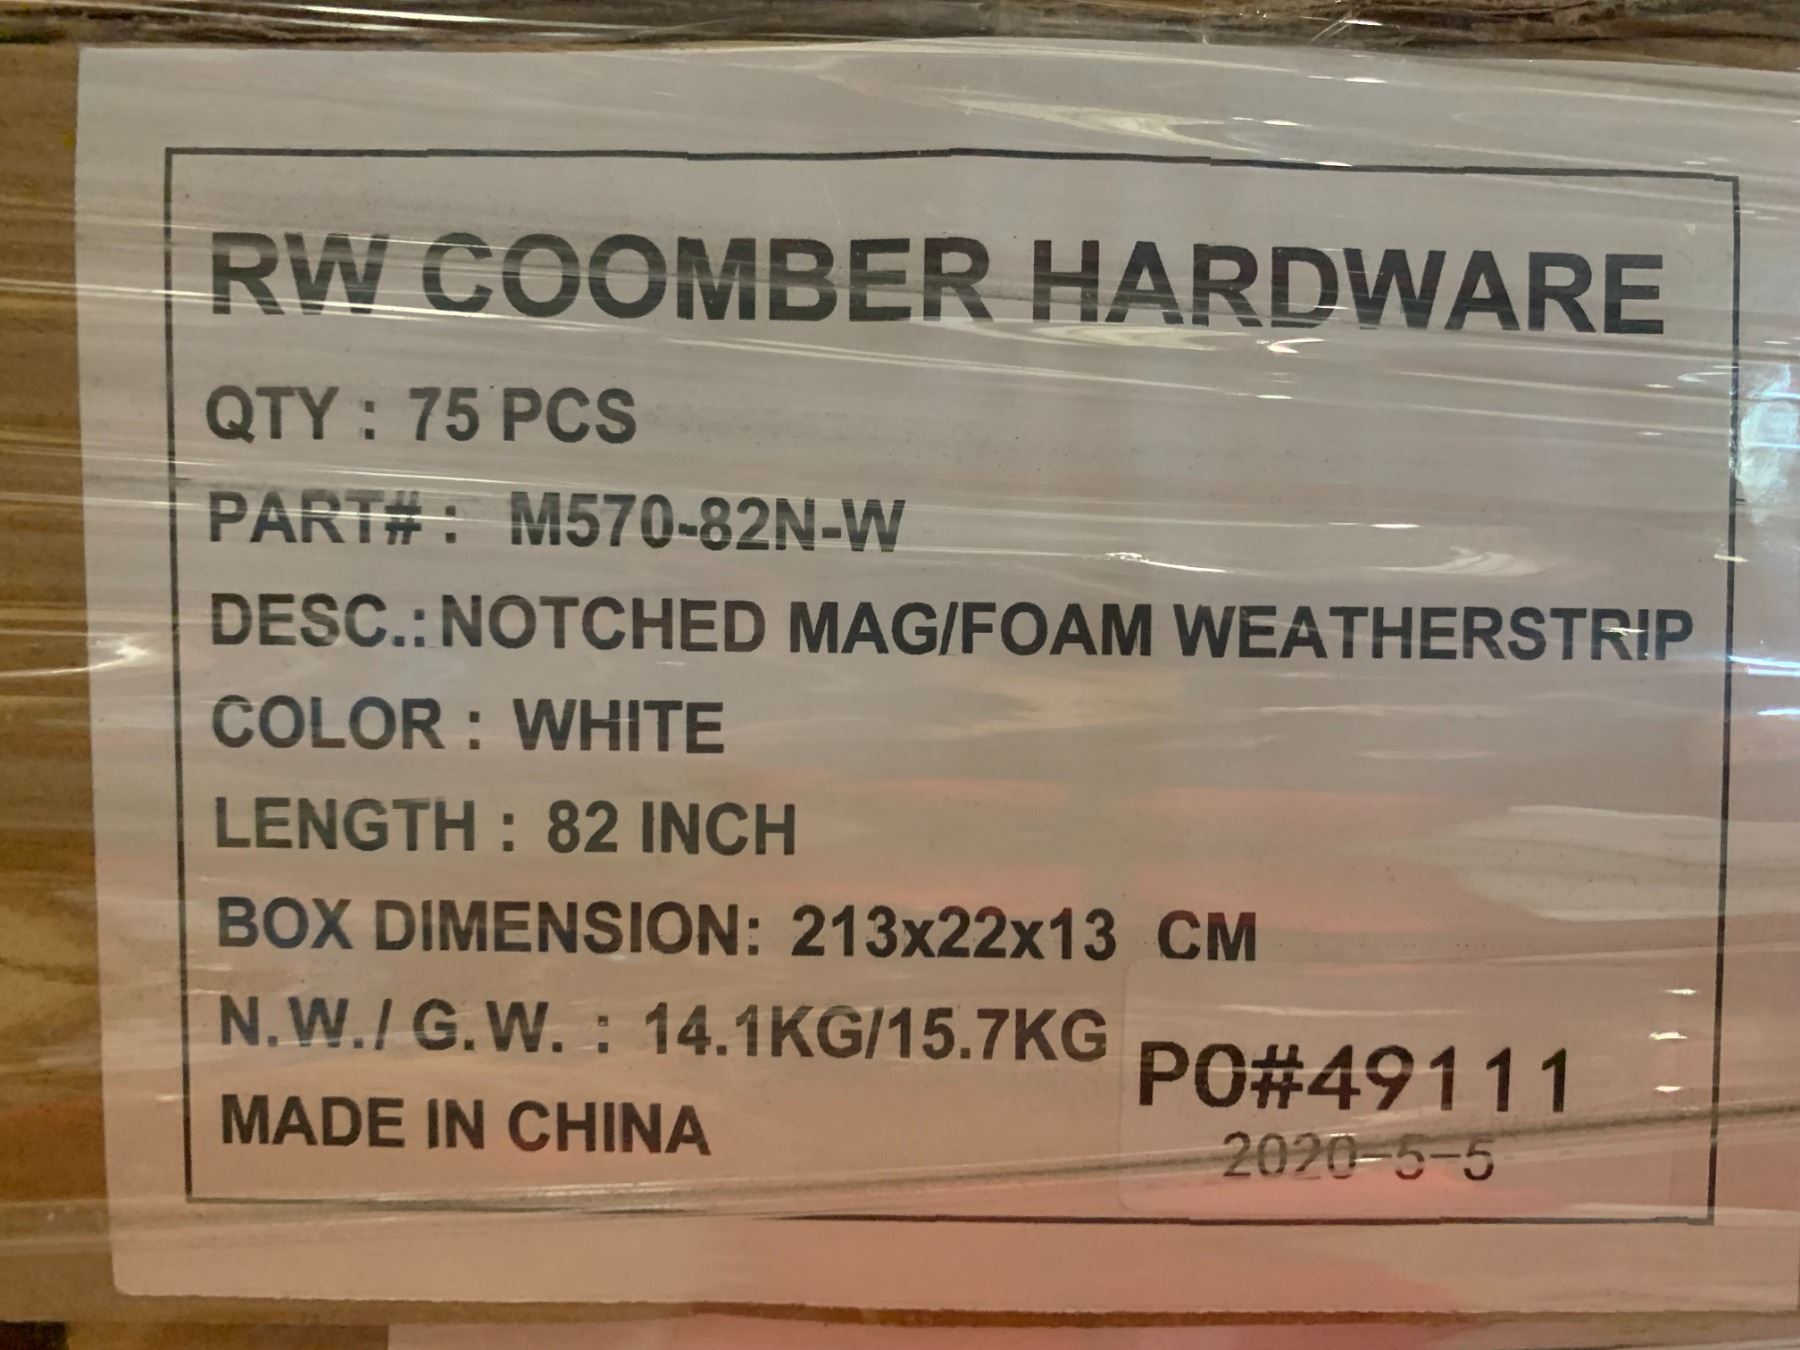 RW COOMBER HARDWARE
QTY : 75 PCS
PART# : M570-82N-W
DESC.:NOTCHED MAG/FOAM WEATHERSTRIP
COLOR : WHITE
LENGTH : 82 INCH
BOX DIMENSION: 213x22x13 CM
N.W./ G.W. : 14.1KG/15.7KG
MADE IN CHINA
PO#49111
2020-5-5